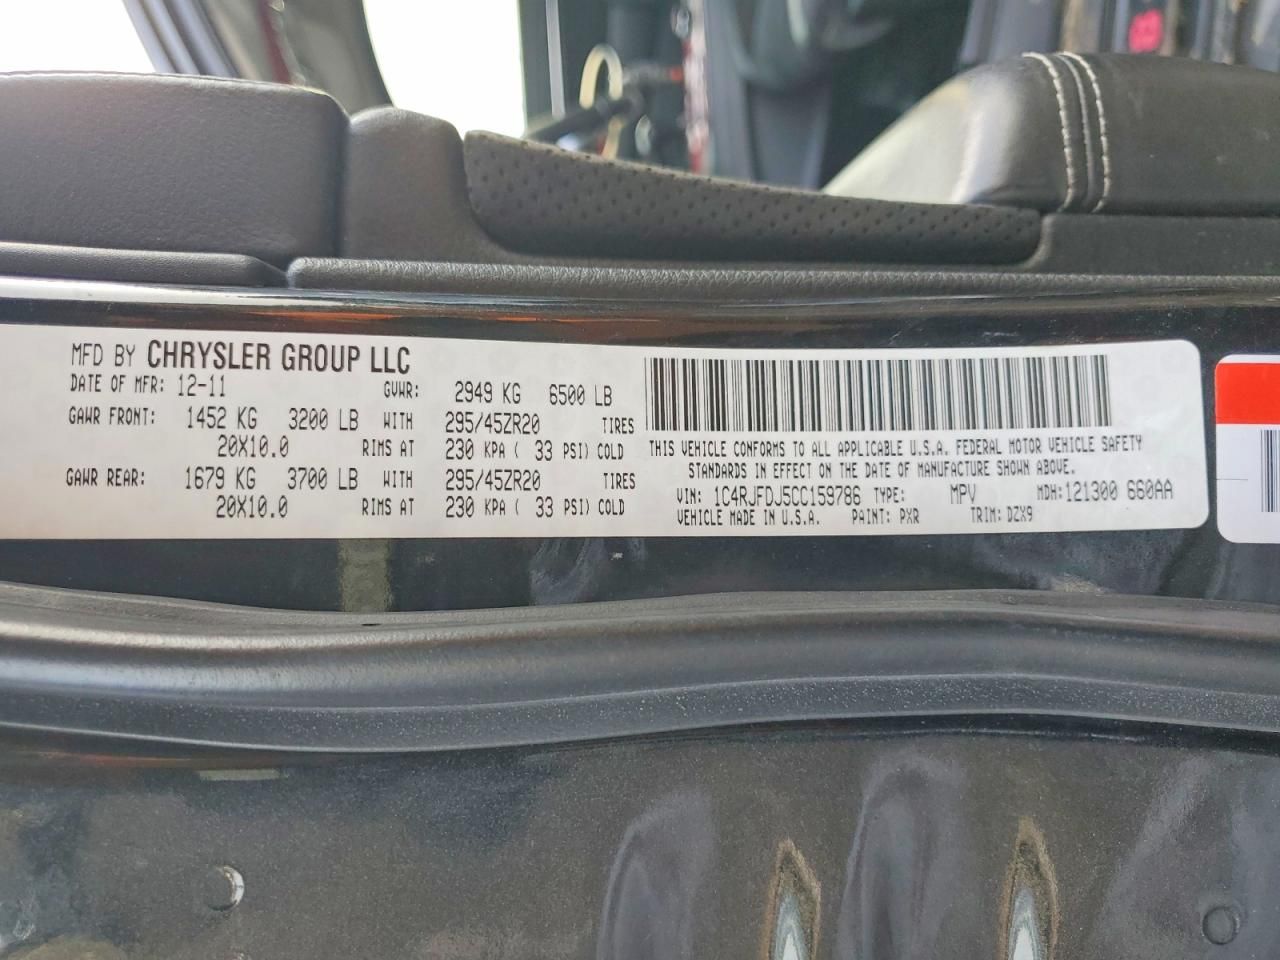 MFD BY CHRYSLER GROUP LLC
DATE OF MFR: 12-11 GVWR: 2949 KG 6500 LB
GAWR FRONT: 1452 KG 3200 LB WITH 295/45ZR20 TIRES
20X10.0 RIMS AT 230 KPA ( 33 PSI) COLD
GAWR REAR: 1679 KG 3700 LB WITH 295/45ZR20 TIRES
20X10.0 RIMS AT 230 KPA ( 33 PSI) COLD
THIS VEHICLE CONFORMS TO ALL APPLICABLE U.S.A. FEDERAL MOTOR VEHICLE SAFETY
STANDARDS IN EFFECT ON THE DATE OF MANUFACTURE SHOWN ABOVE.
VIN: 1C4RJFDJ5CC159786 TYPE: MPV MDH: 121300 660AA
VEHICLE MADE IN U.S.A. PAINT: PXR TRIM: DZX9